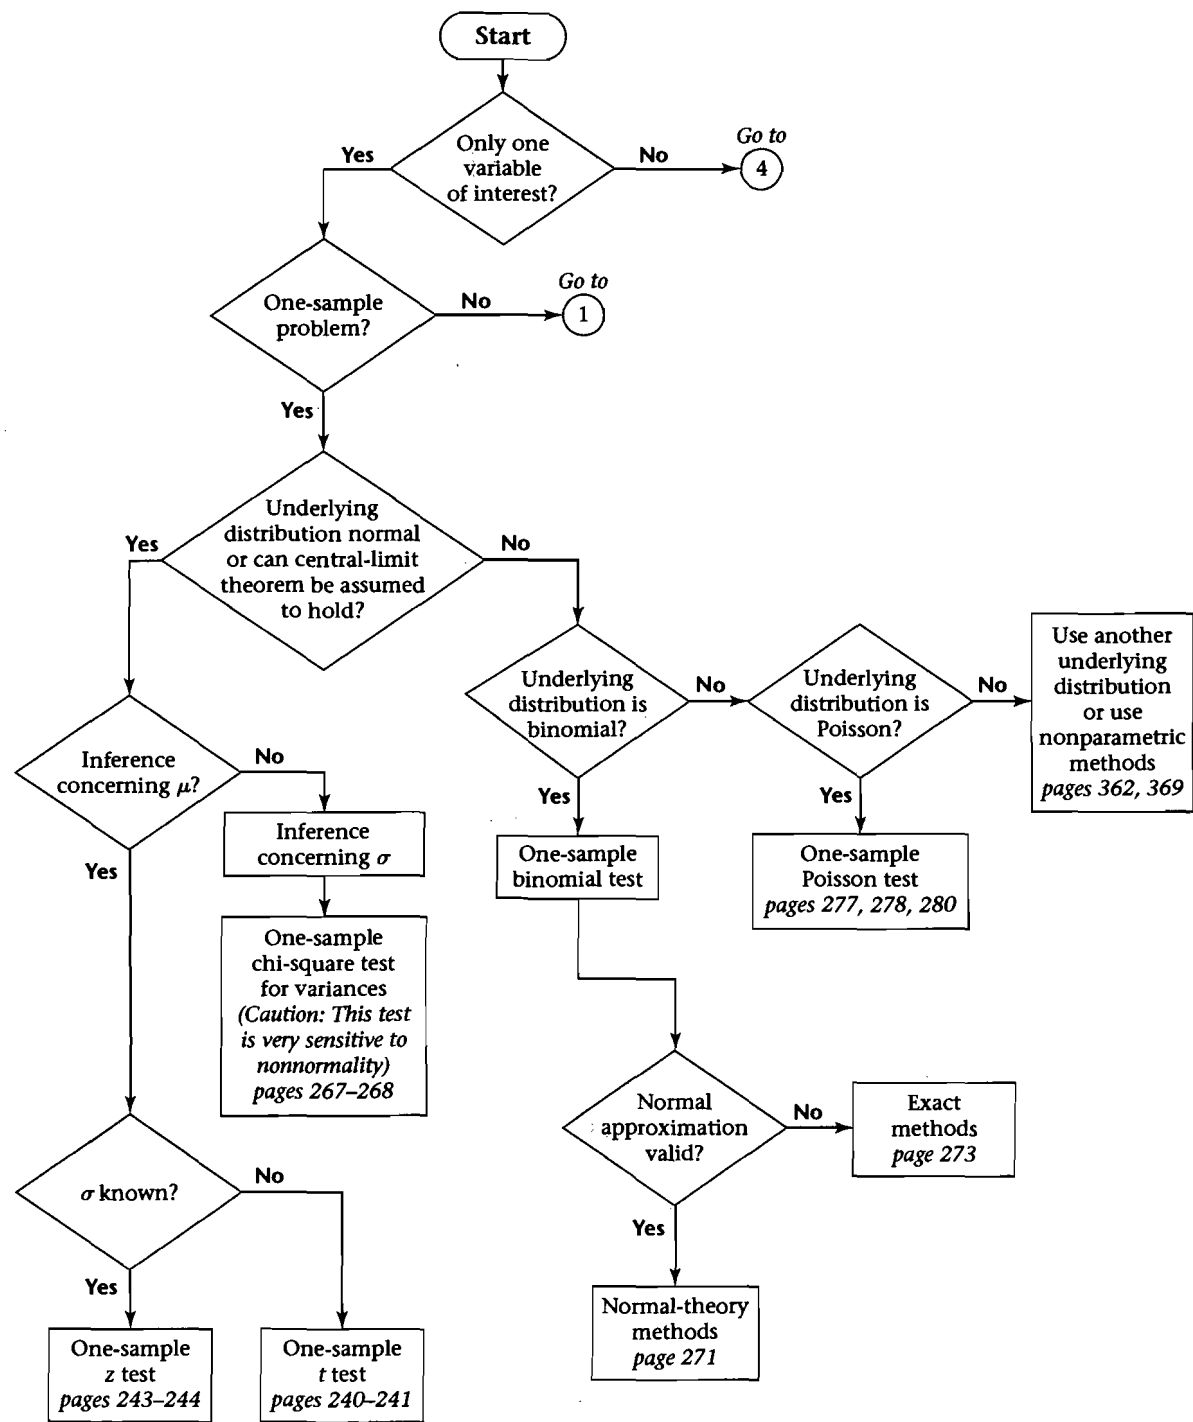 Start
Only one
variable
of interest?
Yes
No
Go to
4
One-sample
problem?
No
Go to
1
Yes
Underlying
distribution normal
or can central-limit
theorem be assumed
to hold?
Yes
No
Underlying
distribution is
binomial?
No
Underlying
distribution is
Poisson?
No
Use another
underlying
distribution
or use
nonparametric
methods
pages 362, 369
Inference
concerning μ?
No
Inference
concerning σ
Yes
One-sample
binomial test
Yes
One-sample
Poisson test
pages 277, 278, 280
Yes
One-sample
chi-square test
for variances
(Caution: This test
is very sensitive to
nonnormality)
pages 267–268
Normal
approximation
valid?
No
Exact
methods
page 273
σ known?
No
Yes
Normal-theory
methods
page 271
Yes
One-sample
z test
pages 243–244
One-sample
t test
pages 240–241